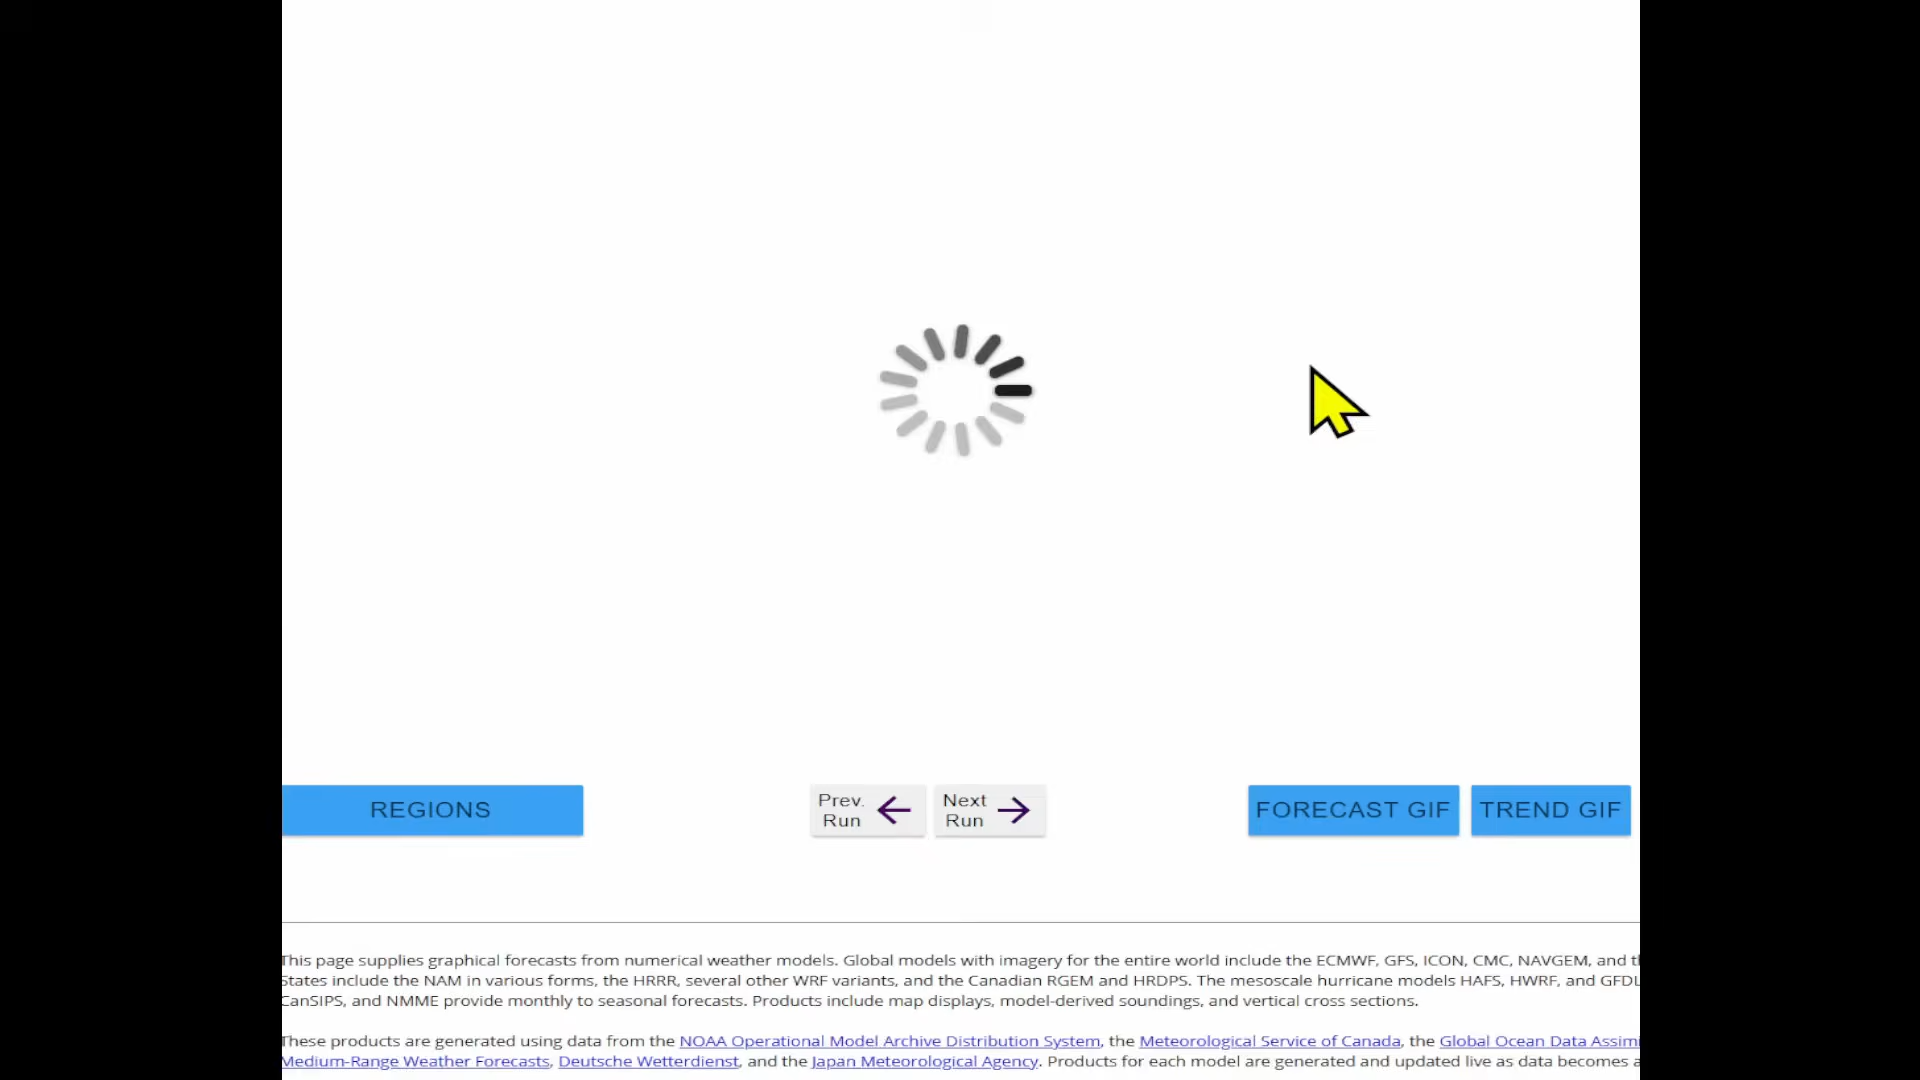 REGIONS
Prev. Run
Next Run
FORECAST GIF
TREND GIF
This page supplies graphical forecasts from numerical weather models. Global models with imagery for the entire world include the ECMWF, GFS, ICON, CMC, NAVGEM, and
States include the NAM in various forms, the HRRR, several other WRF variants, and the Canadian RGEM and HRDPS. The mesoscale hurricane models HAFS, HWRF, and GFDL
CanSIPS, and NMME provide monthly to seasonal forecasts. Products include map displays, model-derived soundings, and vertical cross sections.
These products are generated using data from the NOAA Operational Model Archive Distribution System, the Meteorological Service of Canada, the Global Ocean Data Assimi
Medium-Range Weather Forecasts, Deutsche Wetterdienst, and the Japan Meteorological Agency. Products for each model are generated and updated live as data becomes